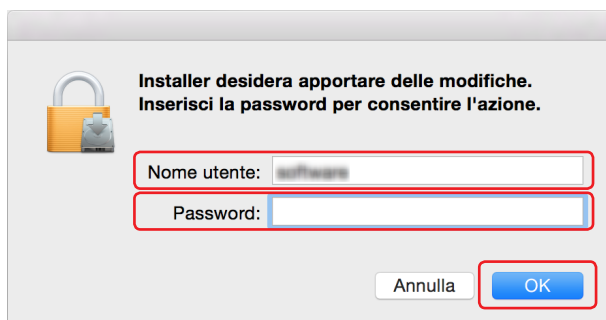 Installer desidera apportare delle modifiche.
Inserisci la password per consentire l'azione.
Nome utente:
Password:
Annulla
OK